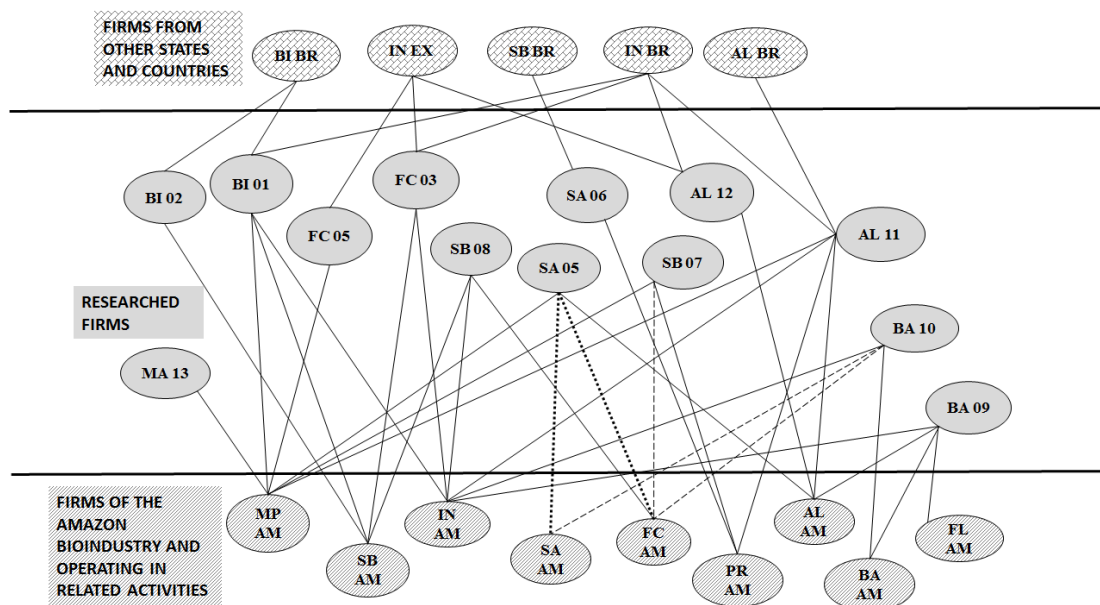 FIRMS FROM
OTHER STATES
AND COUNTRIES
BI BR
IN EX
SB BR
IN BR
AL BR
BI 02
BI 01
FC 03
SA 06
AL 12
FC 05
SB 08
SA 05
SB 07
AL 11
RESEARCHED
FIRMS
MA 13
BA 10
BA 09
FIRMS OF THE
AMAZON
BIOINDUSTRY AND
OPERATING IN
RELATED ACTIVITIES
MP
AM
SB
AM
IN
AM
SA
AM
FC
AM
PR
AM
AL
AM
BA
AM
FL
AM